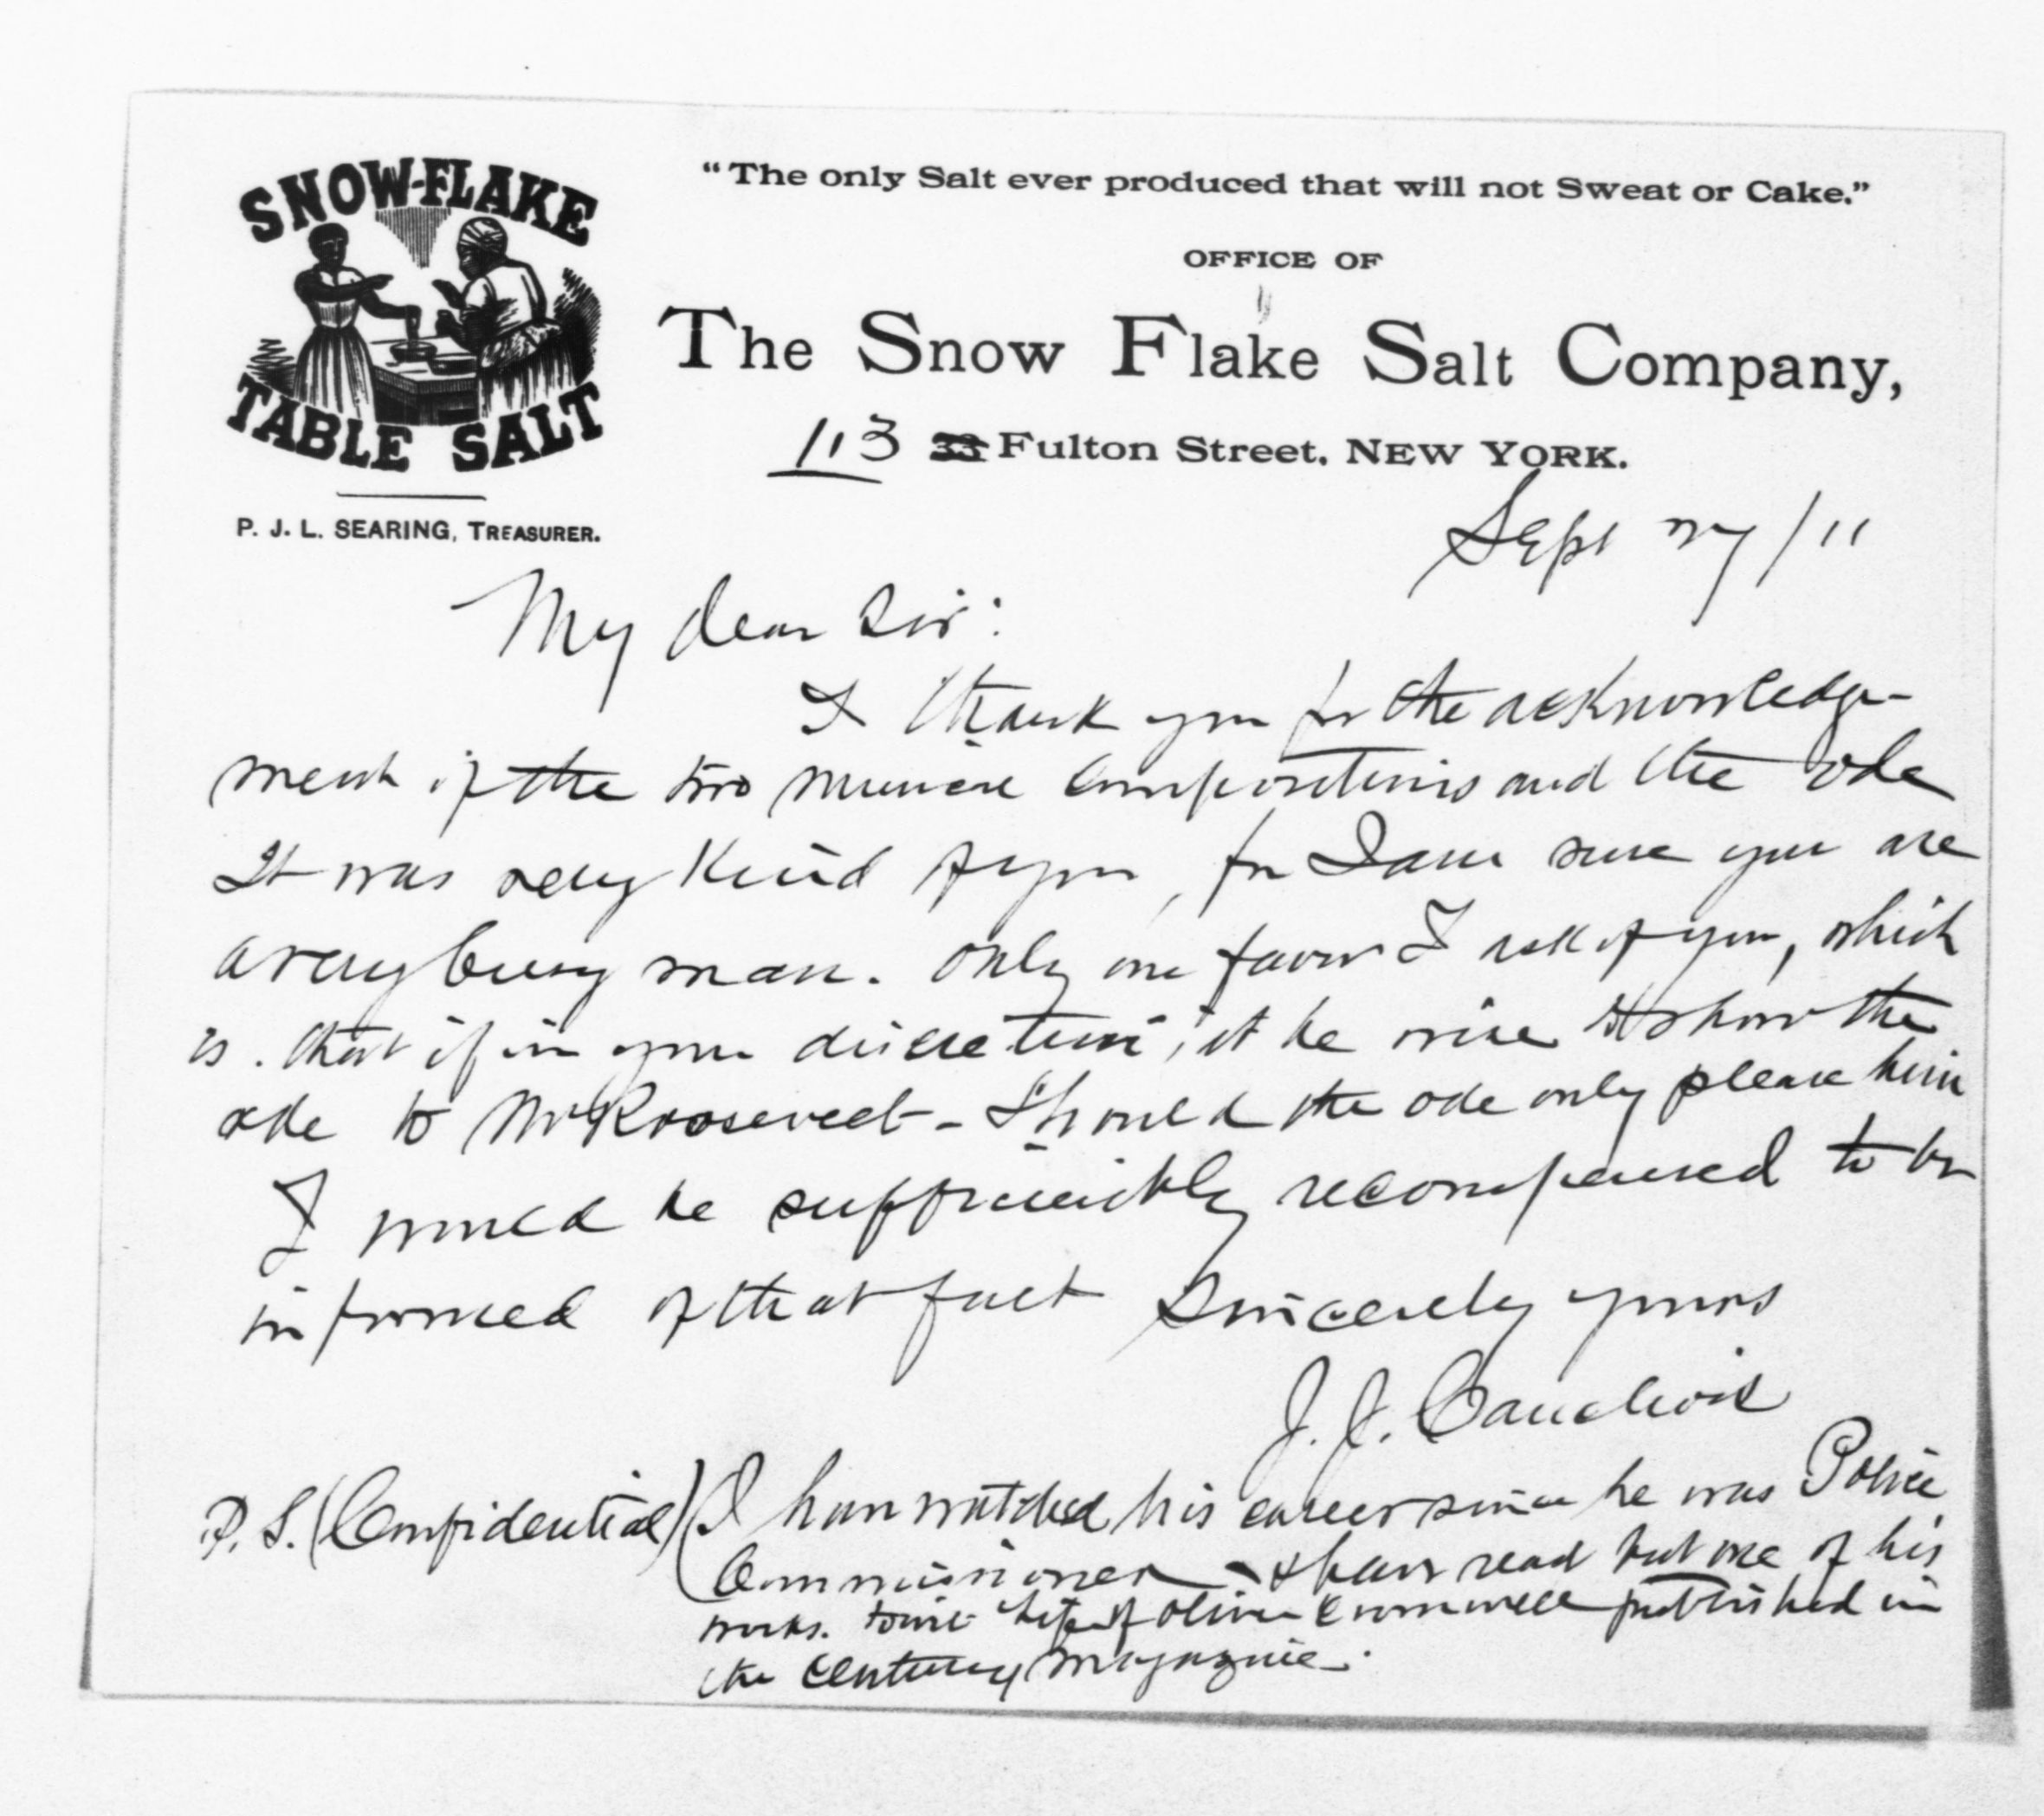 SNOW-FLAKE
TABLE SALT
P. J. L. SEARING, TREASURER.
"The only Salt ever produced that will not Sweat or Cake."
OFFICE OF
The Snow Flake Salt Company,
113 33 Fulton Street, NEW YORK.
Sept 27/11
My dear Sir:
I thank you for the acknowledge-
ment of the two musical compositions and the ode
It was very kind of you, for I am sure you are
a very busy man. Only one favor I ask of you, which
is. that if in your discretion, it be wise to show the
ode to Mr Roosevelt - Should the ode only please him
I would be sufficiently recompensed to be
informed of that fact Sincerely yours
J. J. Cauchois
P.S. (Confidential) I have watched his career since he was Police
Commissioner - & have read but one of his
works. towit "Life of Oliver Cromwell published in
the Century Magazine.